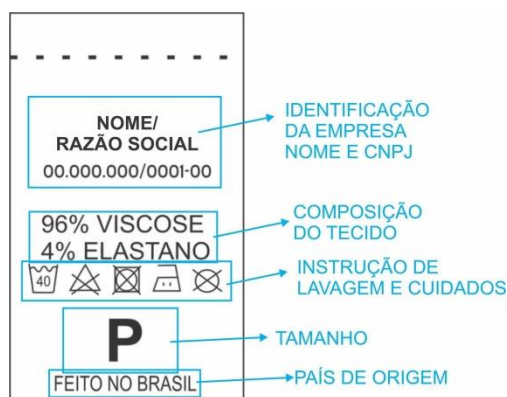 NOME/
RAZÃO SOCIAL
00.000.000/0001-00
IDENTIFICAÇÃO
DA EMPRESA
NOME E CNPJ
96% VISCOSE
4% ELASTANO
COMPOSIÇÃO
DO TECIDO
40
INSTRUÇÃO DE
LAVAGEM E CUIDADOS
P
TAMANHO
FEITO NO BRASIL
PAÍS DE ORIGEM